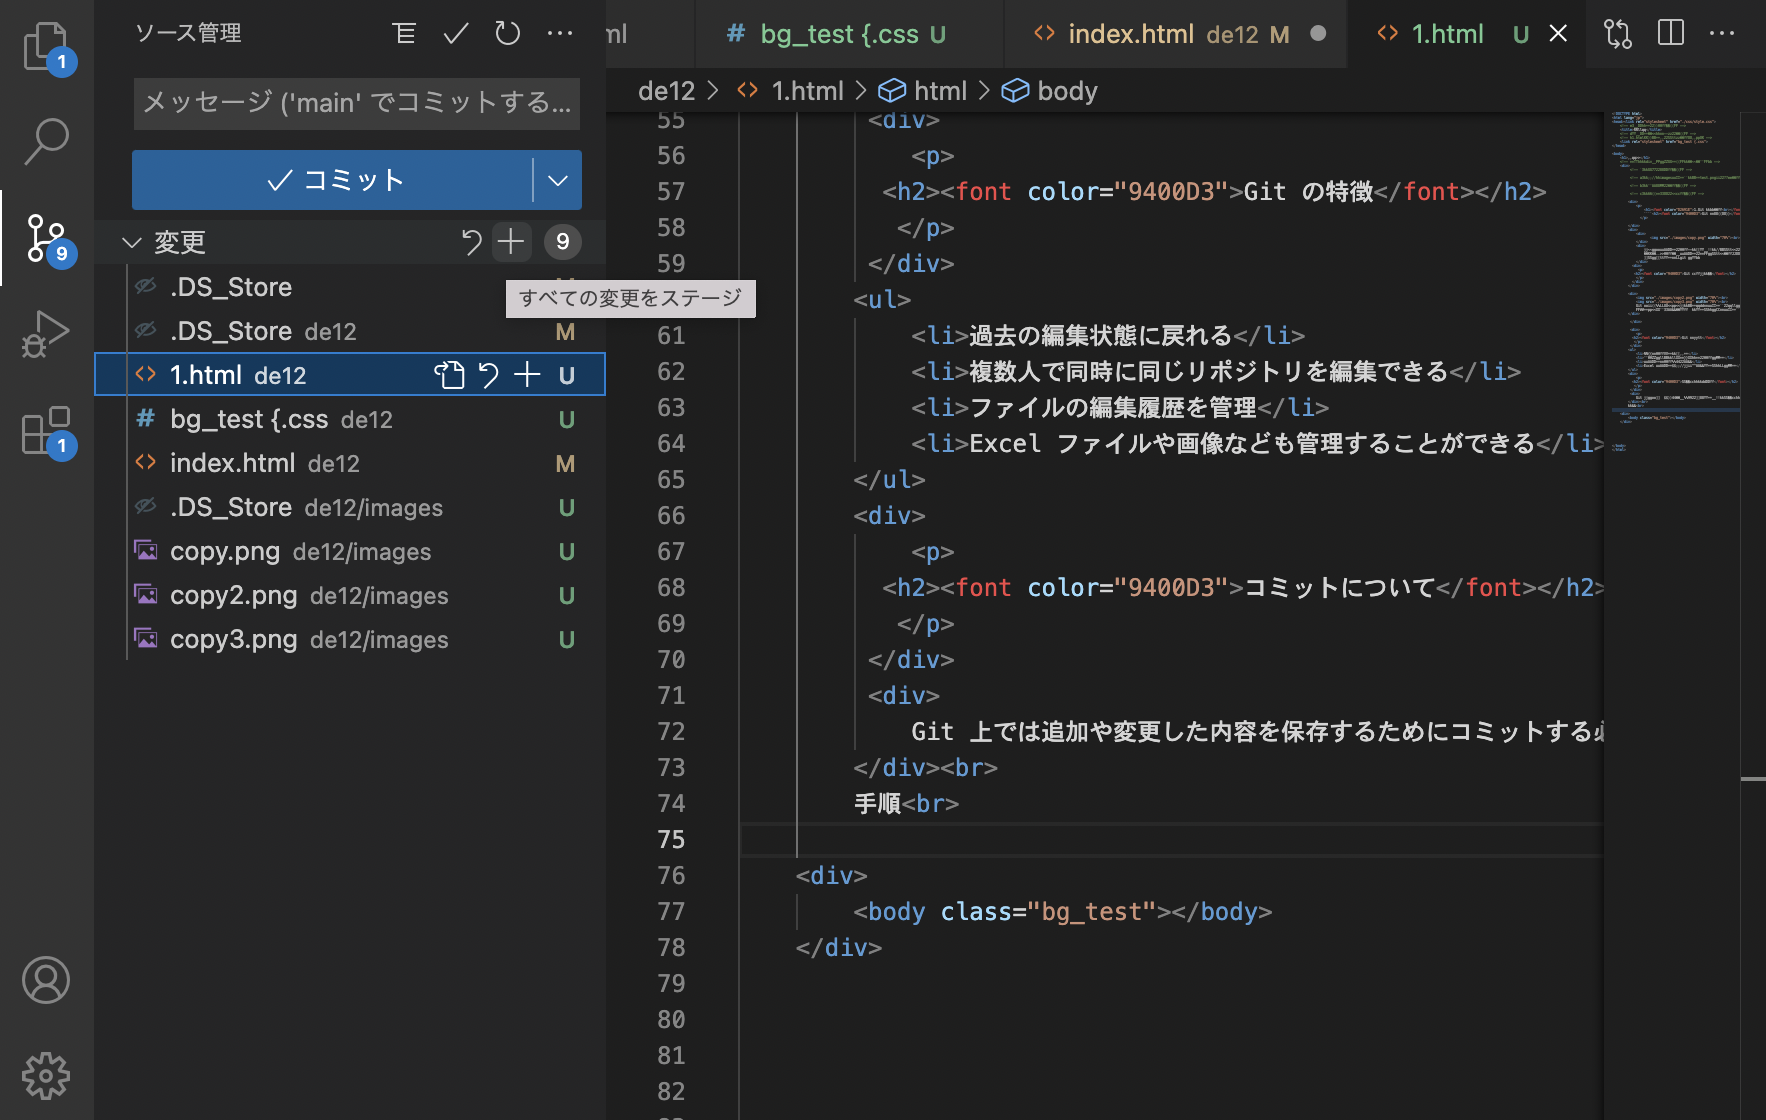 ソース管理
メッセージ ('main' でコミットする...
コミット
変更
9
すべての変更をステージ
.DS_Store
.DS_Store de12 M
1.html de12 U
bg_test {.css de12 U
index.html de12 M
.DS_Store de12/images U
copy.png de12/images U
copy2.png de12/images U
copy3.png de12/images U
1
9
1
ml
# bg_test {.css U
<> index.html de12 M
<> 1.html U
de12 > <> 1.html > html > body
55 <div>
56 <p>
57 <h2><font color="9400D3">Git の特徴</font></h2>
58 </p>
59 </div>
<ul>
61 <li>過去の編集状態に戻れる</li>
62 <li>複数人で同時に同じリポジトリを編集できる</li>
63 <li>ファイルの編集履歴を管理</li>
64 <li>Excel ファイルや画像なども管理することができる</li>
65 </ul>
66 <div>
67 <p>
68 <h2><font color="9400D3">コミットについて</font></h2>
69 </p>
70 </div>
71 <div>
72 Git 上では追加や変更した内容を保存するためにコミットする
73 </div><br>
74 手順<br>
75
76 <div>
77 <body class="bg_test"></body>
78 </div>
79
80
81
82